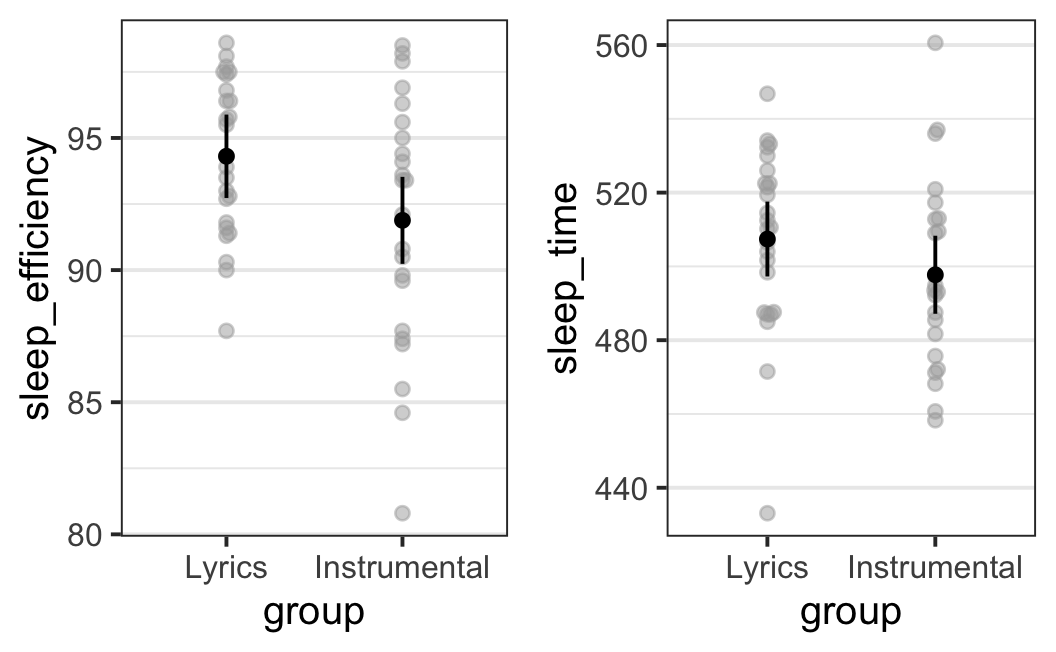 sleep_efficiency
95
90
85
80
Lyrics
Instrumental
group
sleep_time
560
520
480
440
Lyrics
Instrumental
group